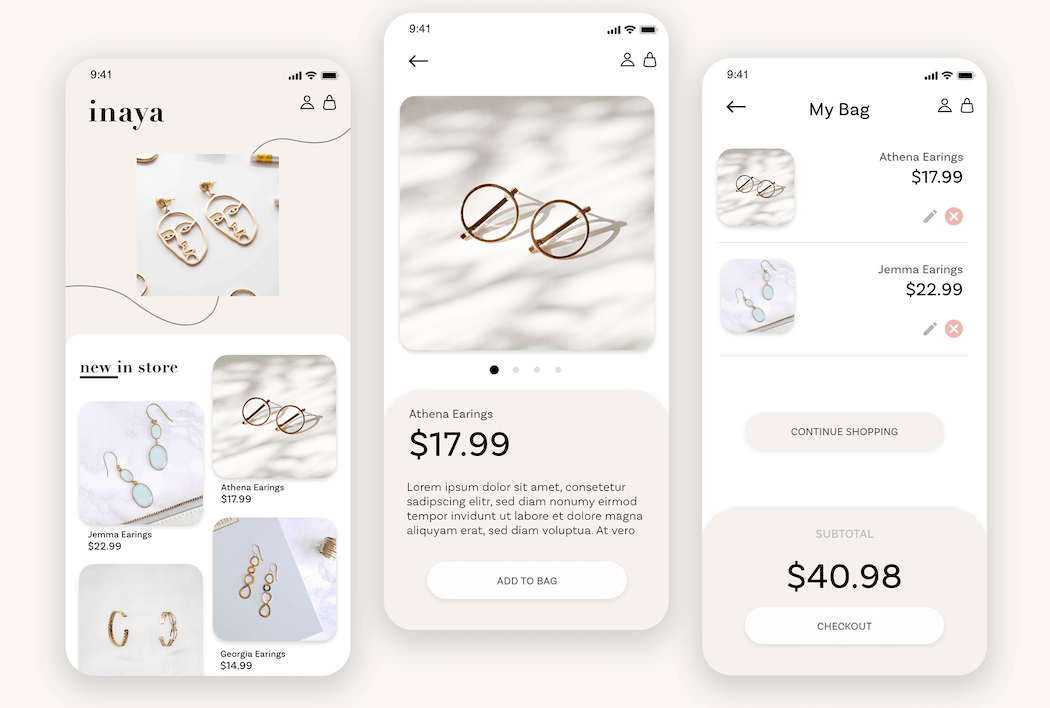 9:41
inaya
new in store
Jemma Earings
$22.99
Athena Earings
$17.99
Georgia Earings
$14.99
9:41
Athena Earings
$17.99
Lorem ipsum dolor sit amet, consetetur
sadipscing elitr, sed diam nonumy eirmod
tempor invidunt ut labore et dolore magna
aliquyam erat, sed diam voluptua. At vero
ADD TO BAG
9:41
My Bag
Athena Earings
$17.99
Jemma Earings
$22.99
CONTINUE SHOPPING
SUBTOTAL
$40.98
CHECKOUT